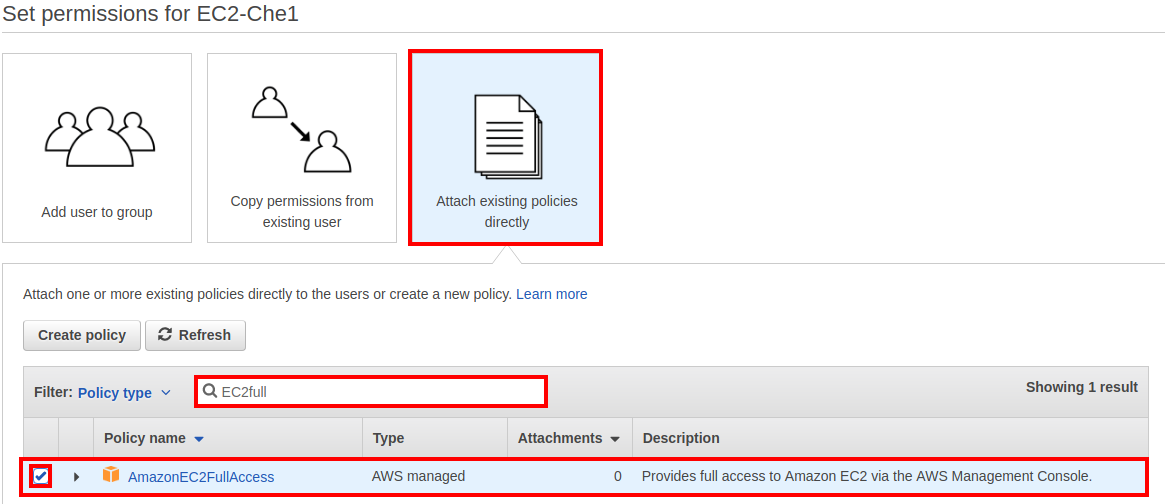 Set permissions for EC2-Che1
Add user to group
Copy permissions from
existing user
Attach existing policies
directly
Attach one or more existing policies directly to the users or create a new policy. Learn more
Create policy
Refresh
Filter: Policy type
EC2full
Showing 1 result
Policy name
Type
Attachments
Description
AmazonEC2FullAccess
AWS managed
0
Provides full access to Amazon EC2 via the AWS Management Console.